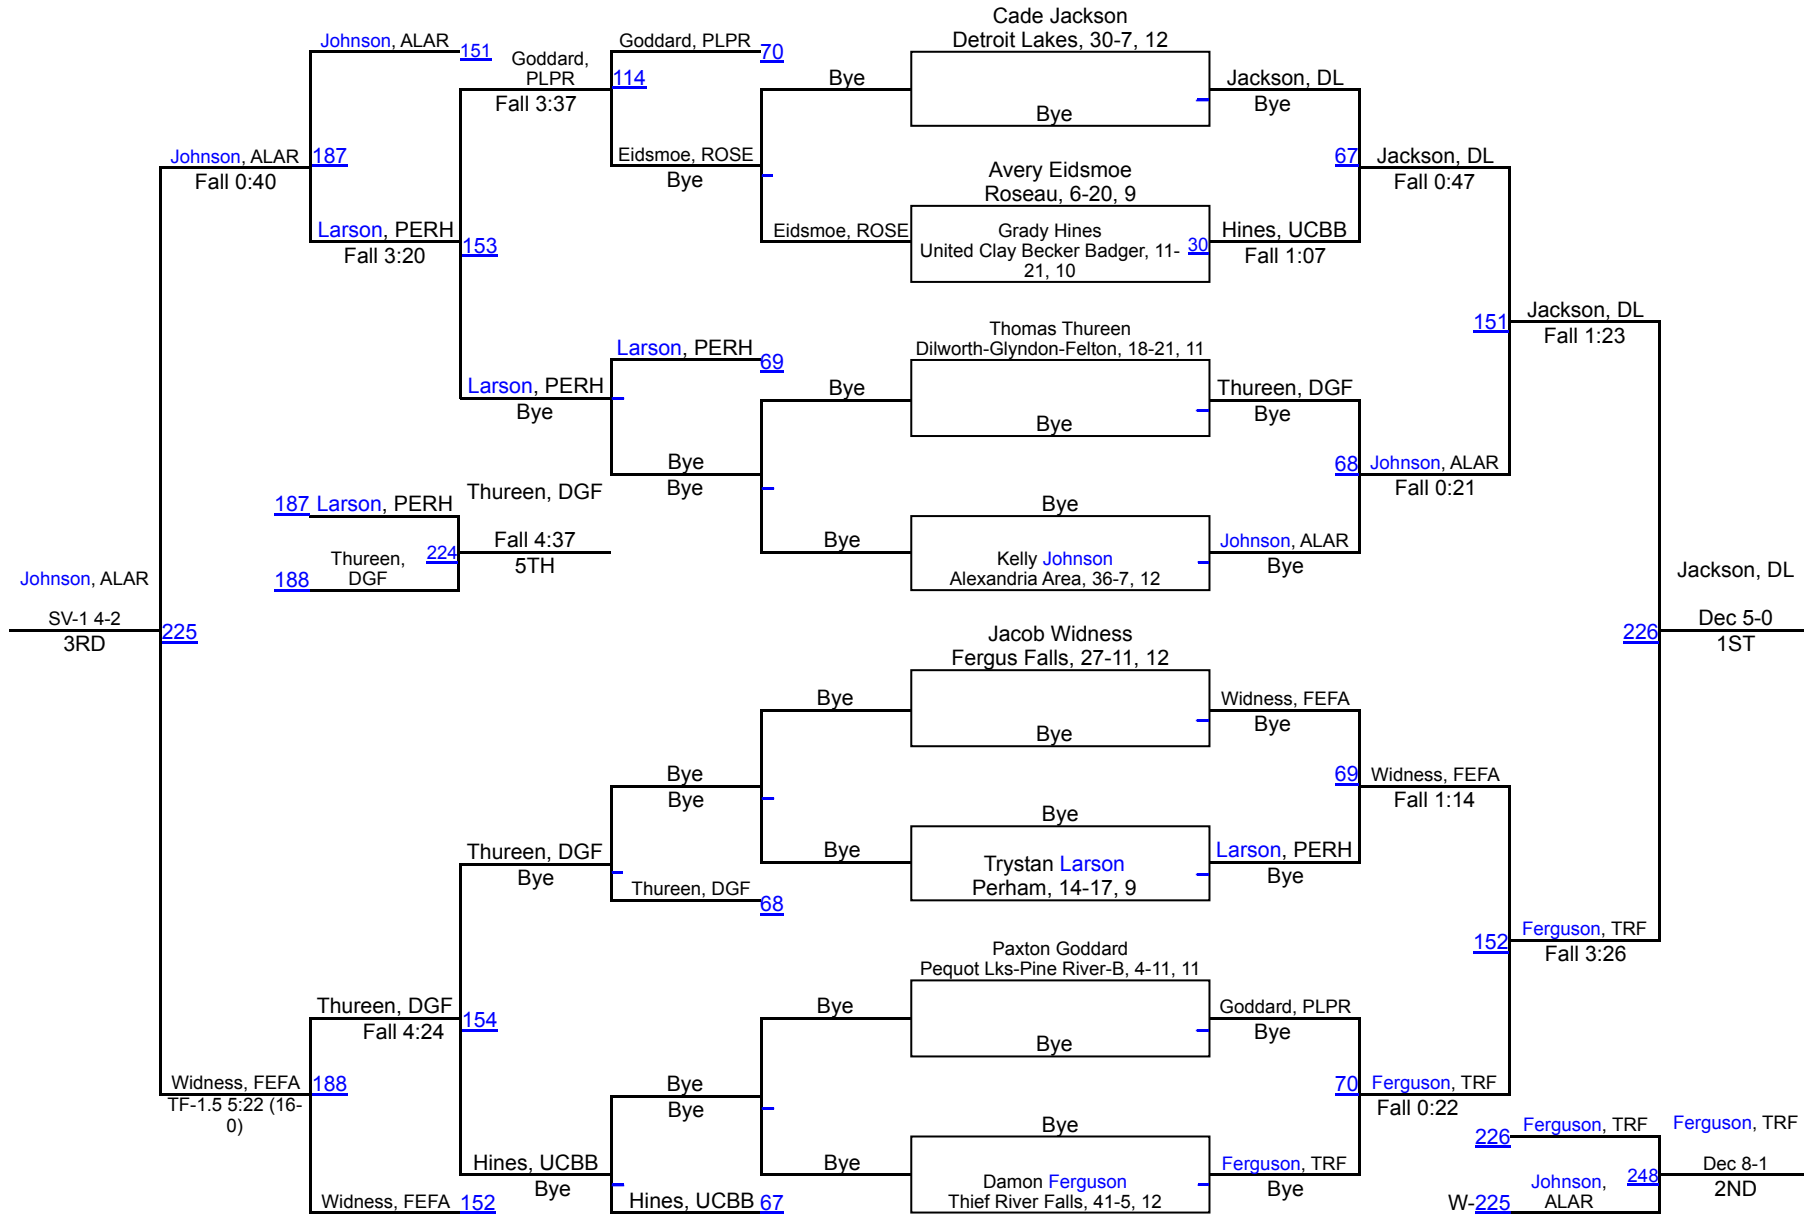 Cade Jackson
Detroit Lakes, 30-7, 12
Johnson, ALAR
151
Goddard,
PLPR
Fall 3:37
Goddard, PLPR
70
114
Bye
Bye
Jackson, DL
Bye
Johnson, ALAR
Fall 0:40
187
Eidsmoe, ROSE
Bye
Avery Eidsmoe
Roseau, 6-20, 9
67
Jackson, DL
Fall 0:47
Larson, PERH
Fall 3:20
153
Eidsmoe, ROSE
Grady Hines
United Clay Becker Badger, 11-
21, 10
30
Hines, UCBB
Fall 1:07
Thomas Thureen
Dilworth-Glyndon-Felton, 18-21, 11
151
Jackson, DL
Fall 1:23
Larson, PERH
69
Larson, PERH
Bye
Bye
Bye
Thureen, DGF
Bye
Bye
Bye
68
Johnson, ALAR
Fall 0:21
187
Larson, PERH
Thureen, DGF
Bye
Thureen,
DGF
188
224
Fall 4:37
5TH
Bye
Kelly Johnson
Alexandria Area, 36-7, 12
Johnson, ALAR
Bye
Johnson, ALAR
SV-1 4-2
3RD
225
Jackson, DL
Dec 5-0
1ST
226
Jacob Widness
Fergus Falls, 27-11, 12
Bye
Bye
Widness, FEFA
Bye
Bye
Bye
69
Widness, FEFA
Fall 1:14
Thureen, DGF
Bye
Bye
Bye
Trystan Larson
Perham, 14-17, 9
Larson, PERH
Bye
Thureen, DGF
68
Paxton Goddard
Pequot Lks-Pine River-B, 4-11, 11
152
Ferguson, TRF
Fall 3:26
Thureen, DGF
Fall 4:24
154
Bye
Bye
Goddard, PLPR
Bye
Widness, FEFA
TF-1.5 5:22 (16-
0)
188
Bye
Bye
70
Ferguson, TRF
Fall 0:22
Bye
226
Ferguson, TRF
Ferguson, TRF
Hines, UCBB
Bye
Bye
Damon Ferguson
Thief River Falls, 41-5, 12
Ferguson, TRF
Bye
Dec 8-1
2ND
248
Widness, FEFA
152
Hines, UCBB
67
W-225
Johnson,
ALAR